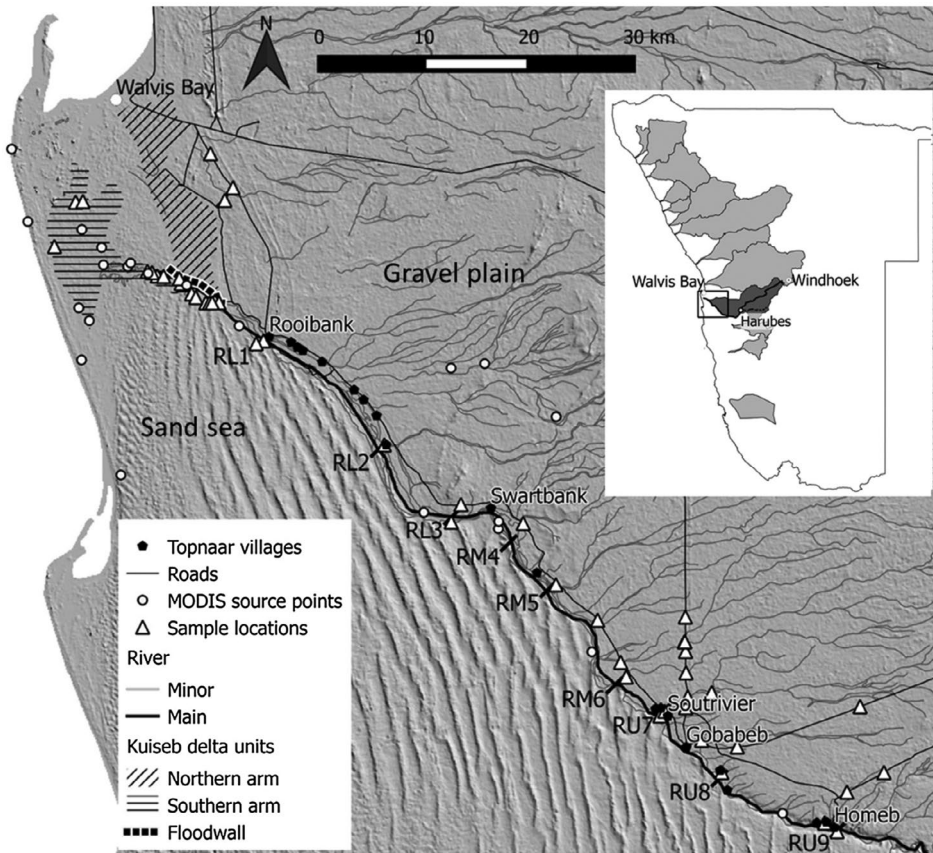 0 10 20 30 km
Walvis Bay
Gravel plain
Walvis Bay
Windhoek
Harubes
Rooibank
RL1
Sand sea
RL2
Swartbank
RL3
RM4
RM5
RM6
Soutrivier
RU7
Gobabeb
RU8
Homeb
RU9
Topnaar villages
Roads
MODIS source points
Sample locations
River
Minor
Main
Kuiseb delta units
Northern arm
Southern arm
Floodwall